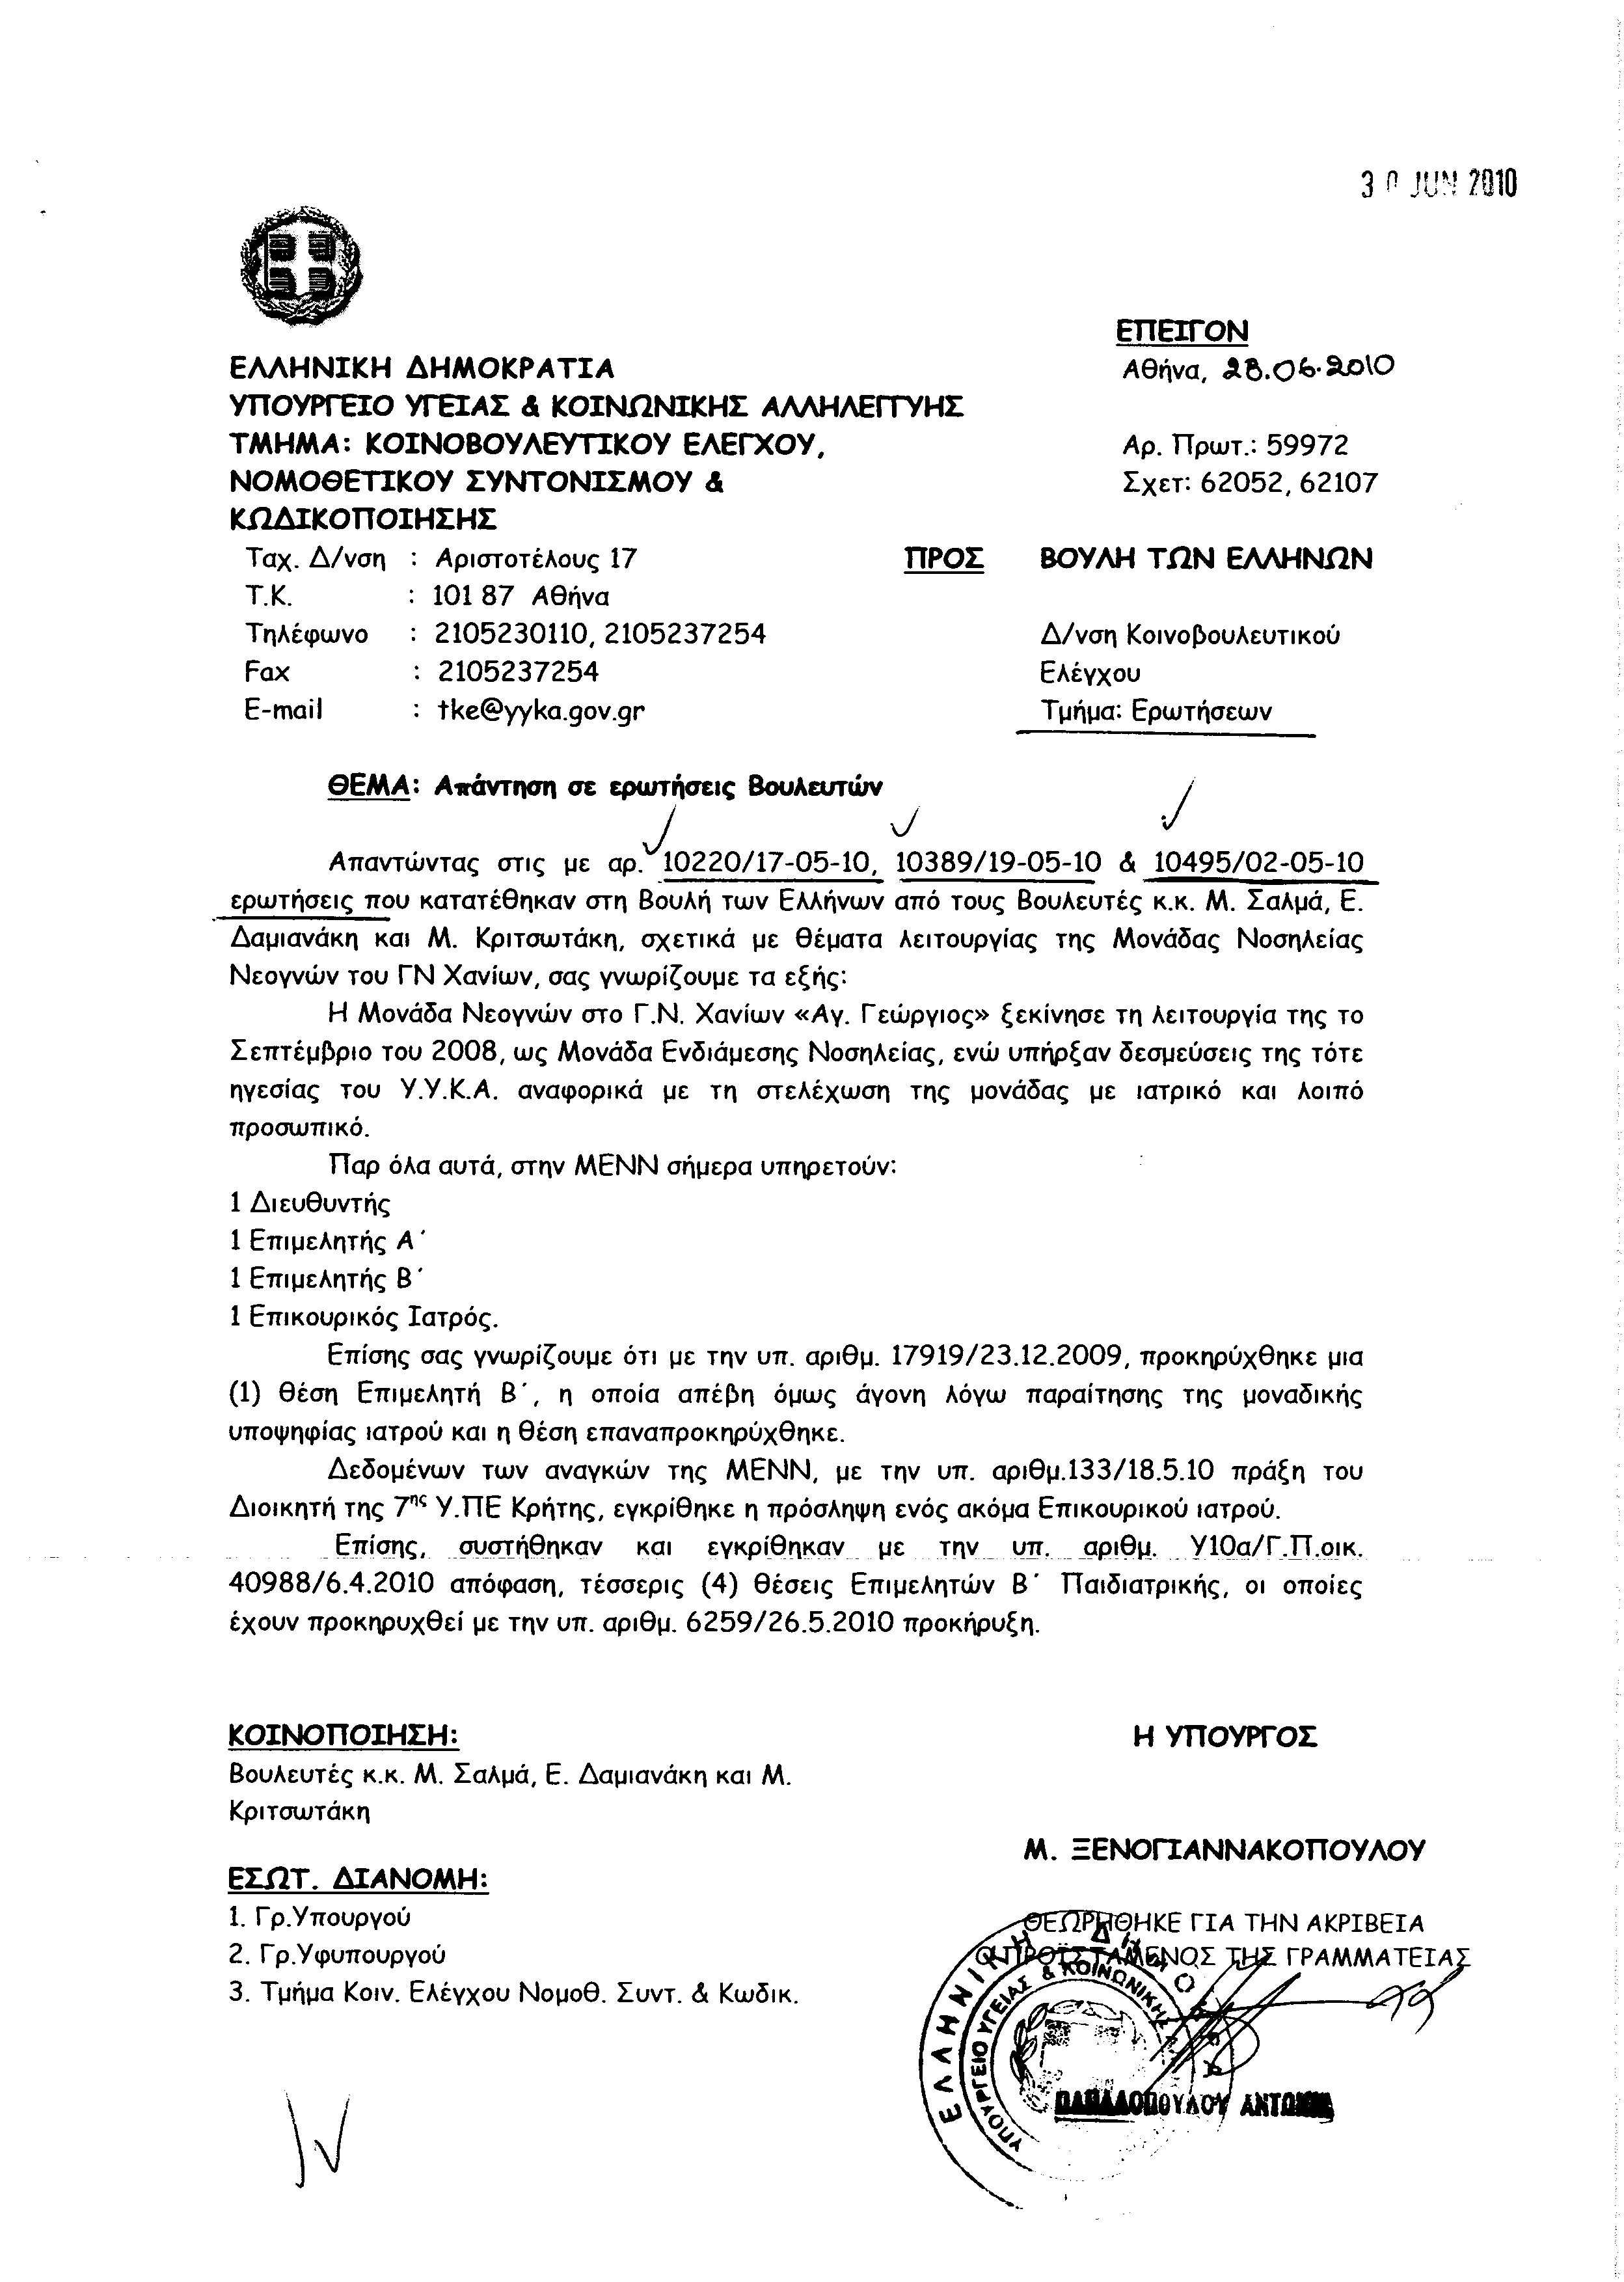 3 0 JUN 2010
ΕΠΕΙΓΟΝ
ΕΛΛΗΝΙΚΗ ΔΗΜΟΚΡΑΤΙΑ
Αθήνα, 28.06.2010
ΥΠΟΥΡΓΕΙΟ ΥΓΕΙΑΣ & ΚΟΙΝΩΝΙΚΗΣ ΑΛΛΗΛΕΓΓΥΗΣ
ΤΜΗΜΑ: ΚΟΙΝΟΒΟΥΛΕΥΤΙΚΟΥ ΕΛΕΓΧΟΥ,
Αρ. Πρωτ.: 59972
ΝΟΜΟΘΕΤΙΚΟΥ ΣΥΝΤΟΝΙΣΜΟΥ &
Σχετ: 62052, 62107
ΚΩΔΙΚΟΠΟΙΗΣΗΣ
Ταχ. Δ/νση : Αριστοτέλους 17
ΠΡΟΣ ΒΟΥΛΗ ΤΩΝ ΕΛΛΗΝΩΝ
Τ.Κ. : 101 87 Αθήνα
Τηλέφωνο : 2105230110, 2105237254
Δ/νση Κοινοβουλευτικού
Fax : 2105237254
Ελέγχου
E-mail : tke@yyka.gov.gr
Τμήμα: Ερωτήσεων
ΘΕΜΑ: Απάντηση σε ερωτήσεις Βουλευτών
Απαντώντας στις με αρ. 10220/17-05-10, 10389/19-05-10 & 10495/02-05-10
ερωτήσεις που κατατέθηκαν στη Βουλή των Ελλήνων από τους Βουλευτές κ.κ. Μ. Σαλμά, Ε.
Δαμιανάκη και Μ. Κριτσωτάκη, σχετικά με θέματα λειτουργίας της Μονάδας Νοσηλείας
Νεογνών του ΓΝ Χανίων, σας γνωρίζουμε τα εξής:
Η Μονάδα Νεογνών στο Γ.Ν. Χανίων «Αγ. Γεώργιος» ξεκίνησε τη λειτουργία της το
Σεπτέμβριο του 2008, ως Μονάδα Ενδιάμεσης Νοσηλείας, ενώ υπήρξαν δεσμεύσεις της τότε
ηγεσίας του Υ.Υ.Κ.Α. αναφορικά με τη στελέχωση της μονάδας με ιατρικό και λοιπό
προσωπικό.
Παρ όλα αυτά, στην ΜΕΝΝ σήμερα υπηρετούν:
1 Διευθυντής
1 Επιμελητής Α΄
1 Επιμελητής Β΄
1 Επικουρικός Ιατρός.
Επίσης σας γνωρίζουμε ότι με την υπ. αριθμ. 17919/23.12.2009, προκηρύχθηκε μια
(1) θέση Επιμελητή Β΄, η οποία απέβη όμως άγονη λόγω παραίτησης της μοναδικής
υποψηφίας ιατρού και η θέση επαναπροκηρύχθηκε.
Δεδομένων των αναγκών της ΜΕΝΝ, με την υπ. αριθμ.133/18.5.10 πράξη του
Διοικητή της 7ης Υ.ΠΕ Κρήτης, εγκρίθηκε η πρόσληψη ενός ακόμα Επικουρικού ιατρού.
Επίσης, συστήθηκαν και εγκρίθηκαν με την υπ. αριθμ. Υ10α/Γ.Π.οικ.
40988/6.4.2010 απόφαση, τέσσερις (4) θέσεις Επιμελητών Β΄ Παιδιατρικής, οι οποίες
έχουν προκηρυχθεί με την υπ. αριθμ. 6259/26.5.2010 προκήρυξη.
ΚΟΙΝΟΠΟΙΗΣΗ:
Η ΥΠΟΥΡΓΟΣ
Βουλευτές κ.κ. Μ. Σαλμά, Ε. Δαμιανάκη και Μ.
Κριτσωτάκη
Μ. ΞΕΝΟΓΙΑΝΝΑΚΟΠΟΥΛΟΥ
ΕΣΩΤ. ΔΙΑΝΟΜΗ:
1. Γρ.Υπουργού
2. Γρ.Υφυπουργού
3. Τμήμα Κοιν. Ελέγχου Νομοθ. Συντ. & Κωδικ.
ΘΕΩΡΗΘΗΚΕ ΓΙΑ ΤΗΝ ΑΚΡΙΒΕΙΑ
Ο ΠΡΟΪΣΤΑΜΕΝΟΣ ΤΗΣ ΓΡΑΜΜΑΤΕΙΑΣ
ΕΛΛΗΝΙΚΗ
ΥΠΟΥΡΓΕΙΟ ΥΓΕΙΑΣ & ΚΟΙΝΩΝΙΚΗΣ
ΠΑΠΑΔΟΠΟΥΛΟΥ